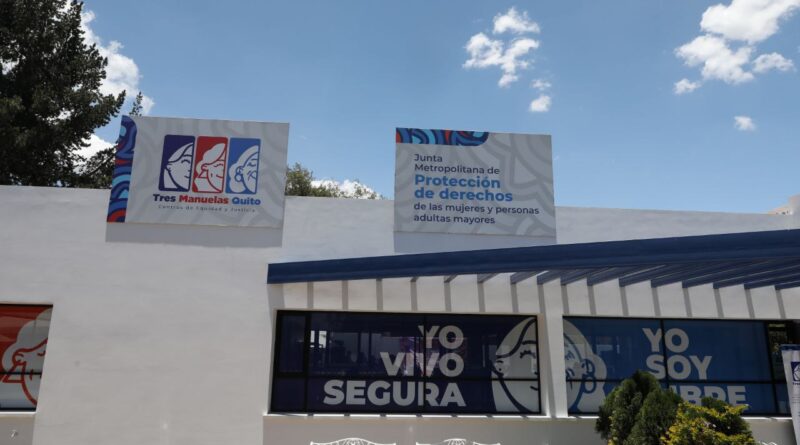 Tres Manuelas Quito
Centros de Equidad y Justicia
Junta
Metropolitana de
Protección
de derechos
de las mujeres y personas
adultas mayores
YO
VIVO
SEGURA
YO
SOY